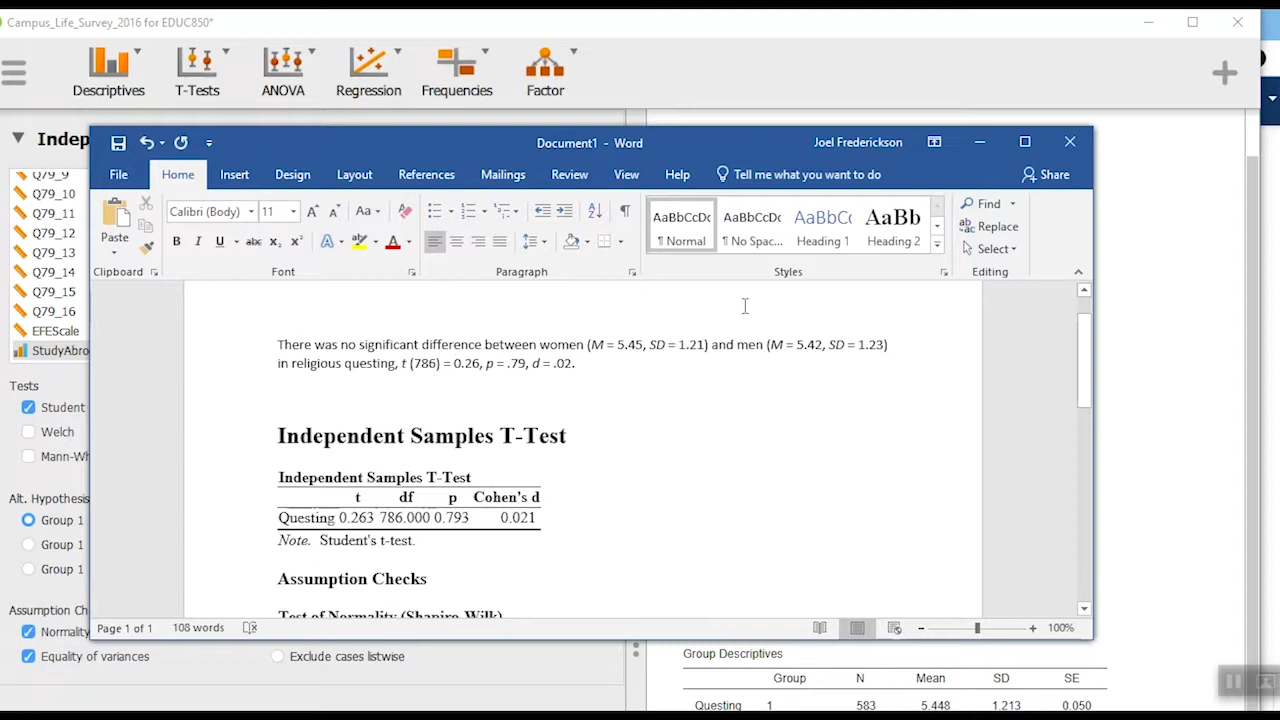 Campus_Life_Survey_2016 for EDUC850*
Descriptives
T-Tests
ANOVA
Regression
Frequencies
Factor
Indep
Q79_9
Q79_10
Q79_11
Q79_12
Q79_13
Q79_14
Q79_15
Q79_16
EFEScale
StudyAbro
Tests
Student
Welch
Mann-Wh
Alt. Hypothesis
Group 1
Group 1
Group 1
Assumption Ch
Normality
Equality of variances
Exclude cases listwise
Document1 - Word
Joel Frederickson
File Home Insert Design Layout References Mailings Review View Help Tell me what you want to do Share
Paste
Clipboard
Calibri (Body) 11
Font
Paragraph
AaBbCcDc AaBbCcDc AaBbCc AaBb
¶ Normal ¶ No Spac... Heading 1 Heading 2
Styles
Find
Replace
Select
Editing
There was no significant difference between women (M = 5.45, SD = 1.21) and men (M = 5.42, SD = 1.23)
in religious questing, t (786) = 0.26, p = .79, d = .02.
Independent Samples T-Test
Independent Samples T-Test
t df p Cohen's d
Questing 0.263 786.000 0.793 0.021
Note. Student's t-test.
Assumption Checks
Test of Normality (Shapiro-Wilk)
Page 1 of 1 108 words 100%
Group Descriptives
Group N Mean SD SE
Questing 1 583 5.448 1.213 0.050